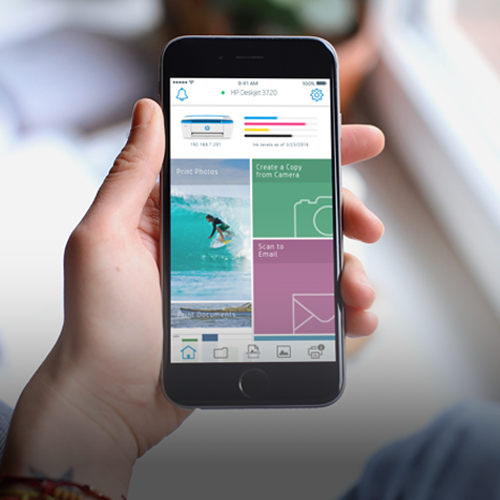 9:41 AM
100%
HP Deskjet 3720
192.168.7.201
Ink levels as of 3/23/2016
Print Photos
Create a Copy
from Camera
Scan to
Email
Print Documents